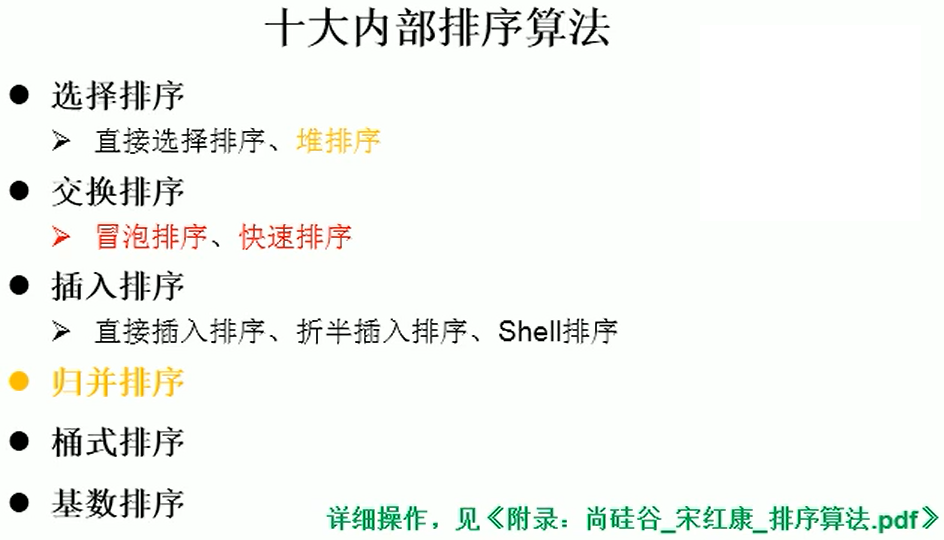 十大内部排序算法
选择排序
直接选择排序、堆排序
交换排序
冒泡排序、快速排序
插入排序
直接插入排序、折半插入排序、Shell排序
归并排序
桶式排序
基数排序
详细操作，见《附录：尚硅谷_宋红康_排序算法.pdf》